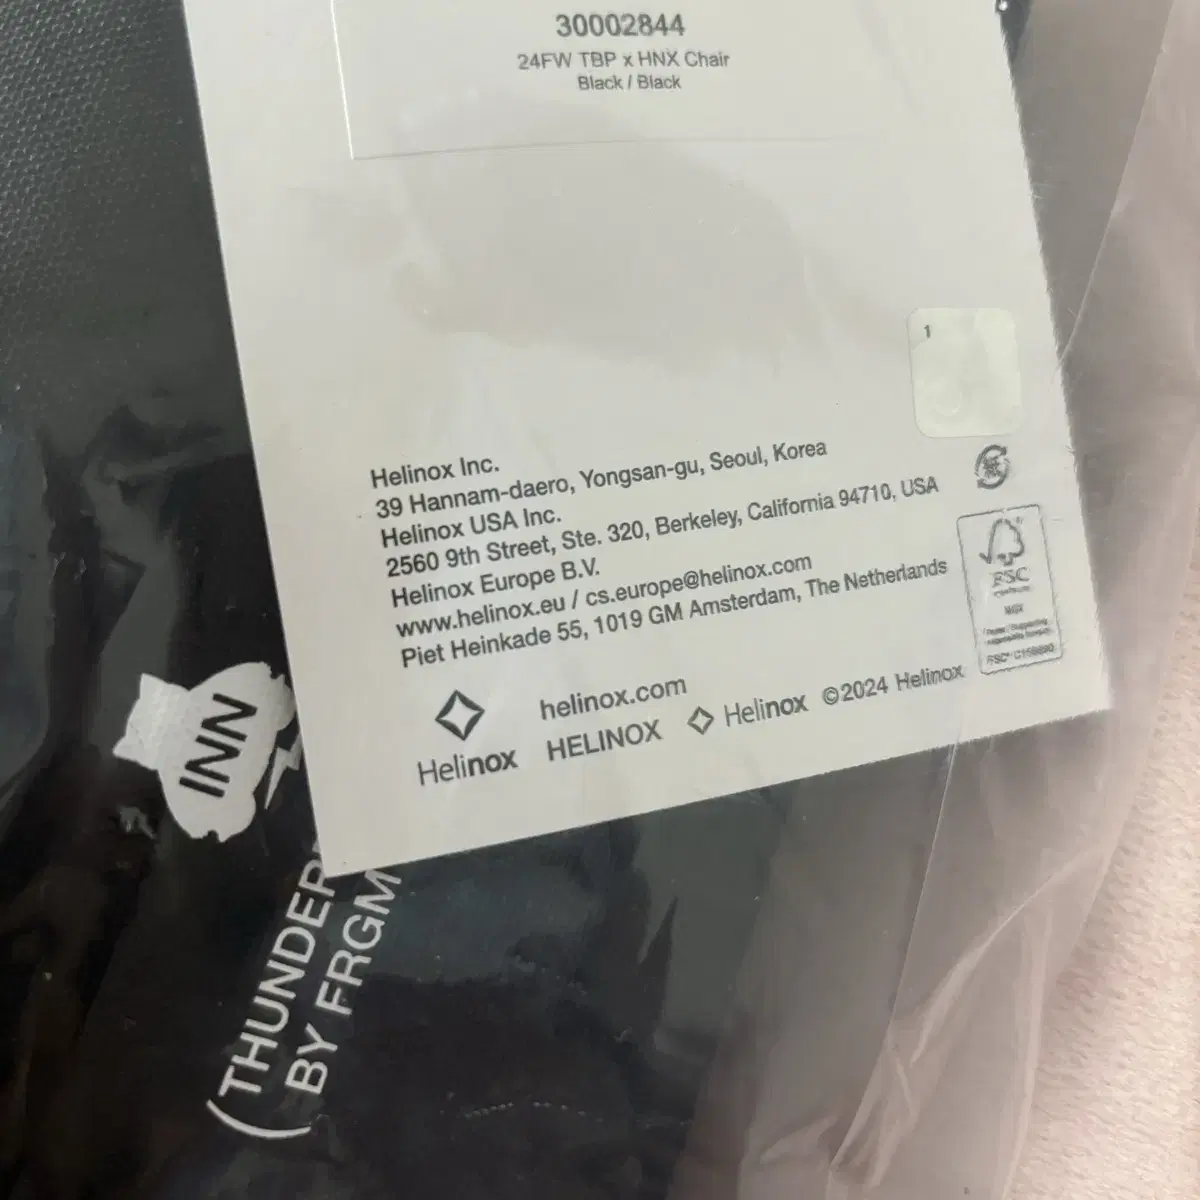 30002844
24FW TBP x HNX Chair
Black / Black
1
Helinox Inc.
39 Hannam-daero, Yongsan-gu, Seoul, Korea
Helinox USA Inc.
2560 9th Street, Ste. 320, Berkeley, California 94710, USA
Helinox Europe B.V.
www.helinox.eu / cs.europe@helinox.com
Piet Heinkade 55, 1019 GM Amsterdam, The Netherlands
FSC
MIX
helinox.com
Helinox HELINOX Helinox ©2024 Helinox
INN
(THUNDER
BY FRGM